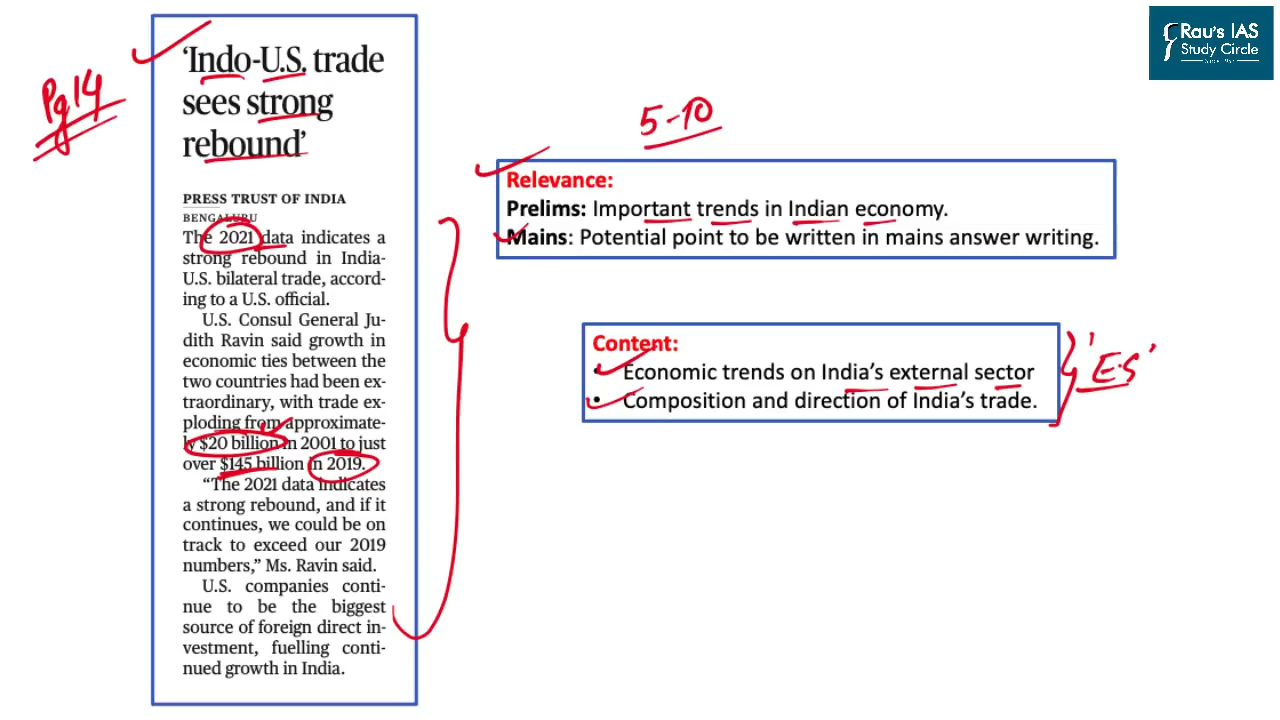 Rau's IAS
Study Circle
Pg 14
'Indo-U.S. trade
sees strong
rebound'
PRESS TRUST OF INDIA
BENGALURU
The 2021 data indicates a
strong rebound in India-
U.S. bilateral trade, accord-
ing to a U.S. official.
U.S. Consul General Ju-
dith Ravin said growth in
economic ties between the
two countries had been ex-
traordinary, with trade ex-
ploding from approximate-
ly $20 billion in 2001 to just
over $145 billion in 2019.
"The 2021 data indicates
a strong rebound, and if it
continues, we could be on
track to exceed our 2019
numbers," Ms. Ravin said.
U.S. companies conti-
nue to be the biggest
source of foreign direct in-
vestment, fuelling conti-
nued growth in India.
5-10
Relevance:
Prelims: Important trends in Indian economy.
Mains: Potential point to be written in mains answer writing.
Content:
• Economic trends on India's external sector
• Composition and direction of India's trade.
'E.S'